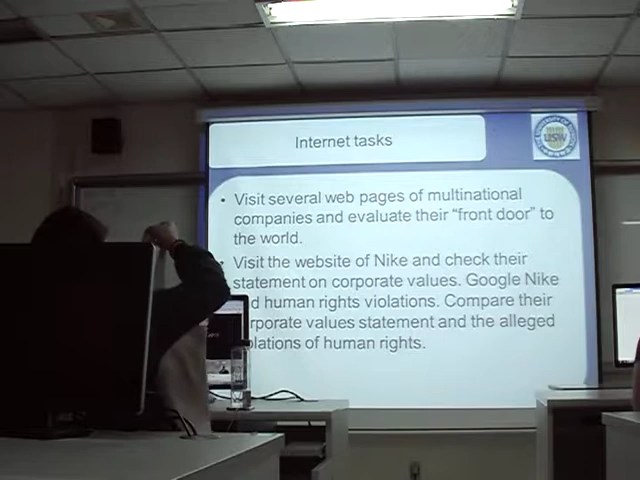 Internet tasks
• Visit several web pages of multinational
companies and evaluate their “front door” to
the world.
• Visit the website of Nike and check their
statement on corporate values. Google Nike
d human rights violations. Compare their
rporate values statement and the alleged
lations of human rights.